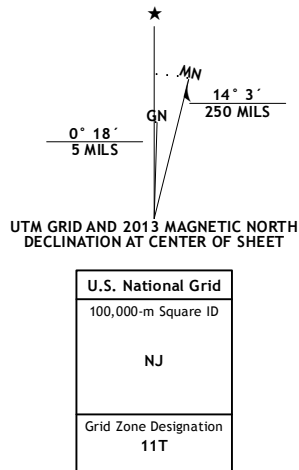 MN
14° 3´
250 MILS
GN
0° 18´
5 MILS
UTM GRID AND 2013 MAGNETIC NORTH
DECLINATION AT CENTER OF SHEET
U.S. National Grid
100,000-m Square ID
NJ
Grid Zone Designation
11T